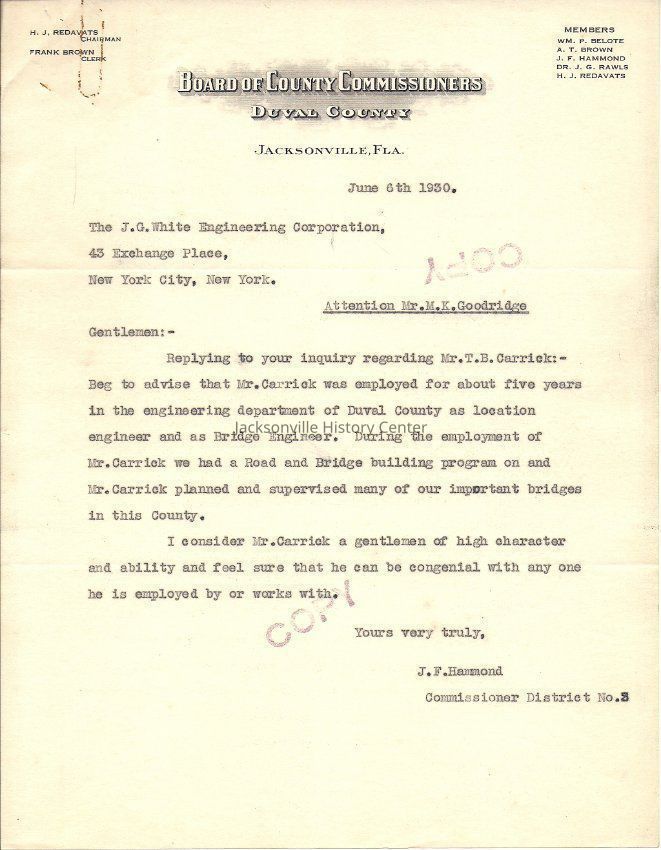 H. J. REDAVATS
CHAIRMAN
FRANK BROWN
CLERK
MEMBERS
WM. P. BELOTE
A. T. BROWN
J. F. HAMMOND
DR. J. G. RAWLS
H. J. REDAVATS
BOARD OF COUNTY COMMISSIONERS
DUVAL COUNTY
JACKSONVILLE, FLA.
June 6th 1930.
The J.G.White Engineering Corporation,
43 Exchange Place,
New York City, New York.
COPY
Attention Mr.M.K.Goodridge
Gentlemen:-
Replying to your inquiry regarding Mr.T.B.Carrick:-
Beg to advise that Mr.Carrick was employed for about five years
in the engineering department of Duval County as location
Jacksonville History Center
engineer and as Bridge Engineer. During the employment of
Mr.Carrick we had a Road and Bridge building program on and
Mr.Carrick planned and supervised many of our important bridges
in this County.
I consider Mr.Carrick a gentlemen of high character
and ability and feel sure that he can be congenial with any one
he is employed by or works with.
COPY
Yours very truly,
J.F.Hammond
Commissioner District No.3